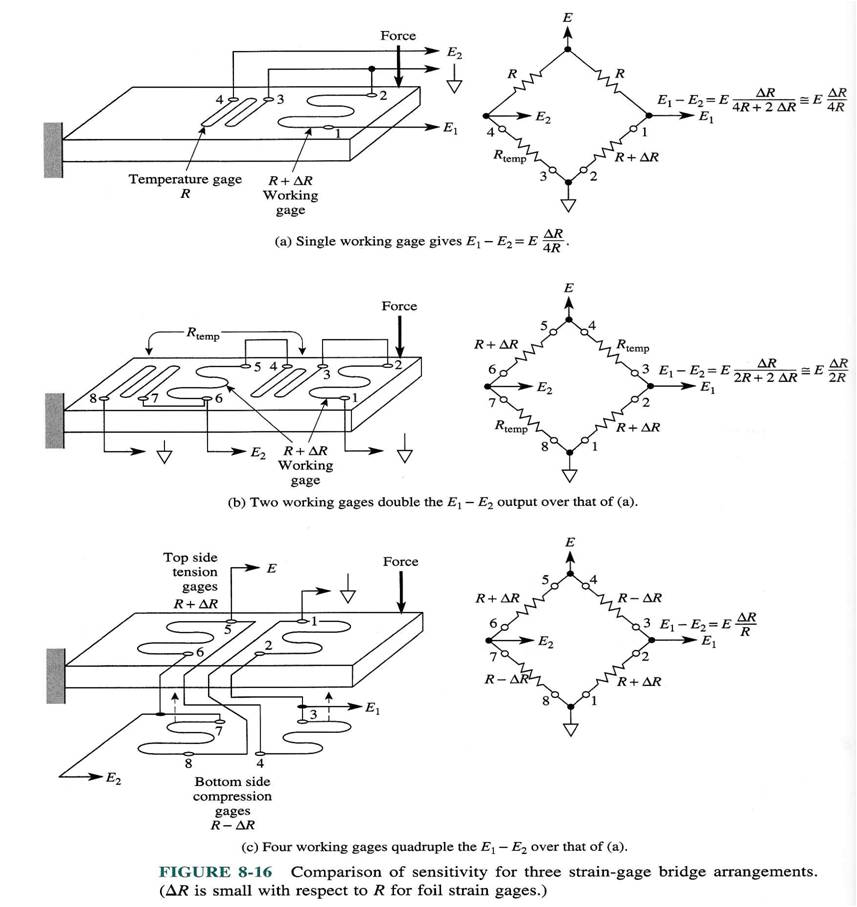 Force
E₂
E
R R
4 3 2
E₁ − E₂ = E ΔR / (4R + 2 ΔR) ≅ E ΔR / 4R
1 E₁
4 E₂ 1 E₁
R_temp R + ΔR
3 2
Temperature gage
R
R + ΔR
Working
gage
(a) Single working gage gives E₁ − E₂ = E ΔR / 4R.
Force
E
R_temp
5 4
R + ΔR R_temp
5 4 3 2
6 3 E₁ − E₂ = E ΔR / (2R + 2 ΔR) ≅ E ΔR / 2R
E₂ E₁
8 7 6 1
7 2
R_temp R + ΔR
8 1
E₂ R + ΔR
Working
gage
(b) Two working gages double the E₁ − E₂ output over that of (a).
Top side
tension
gages
R + ΔR
E
Force
E
5 4
R + ΔR R − ΔR
5 1
6 2
6 3 E₁ − E₂ = E ΔR / R
E₂ E₁
7 2
R − ΔR R + ΔR
8 1
3 E₁
7
8 4
E₂
Bottom side
compression
gages
R − ΔR
(c) Four working gages quadruple the E₁ − E₂ over that of (a).
FIGURE 8-16 Comparison of sensitivity for three strain-gage bridge arrangements.
(ΔR is small with respect to R for foil strain gages.)